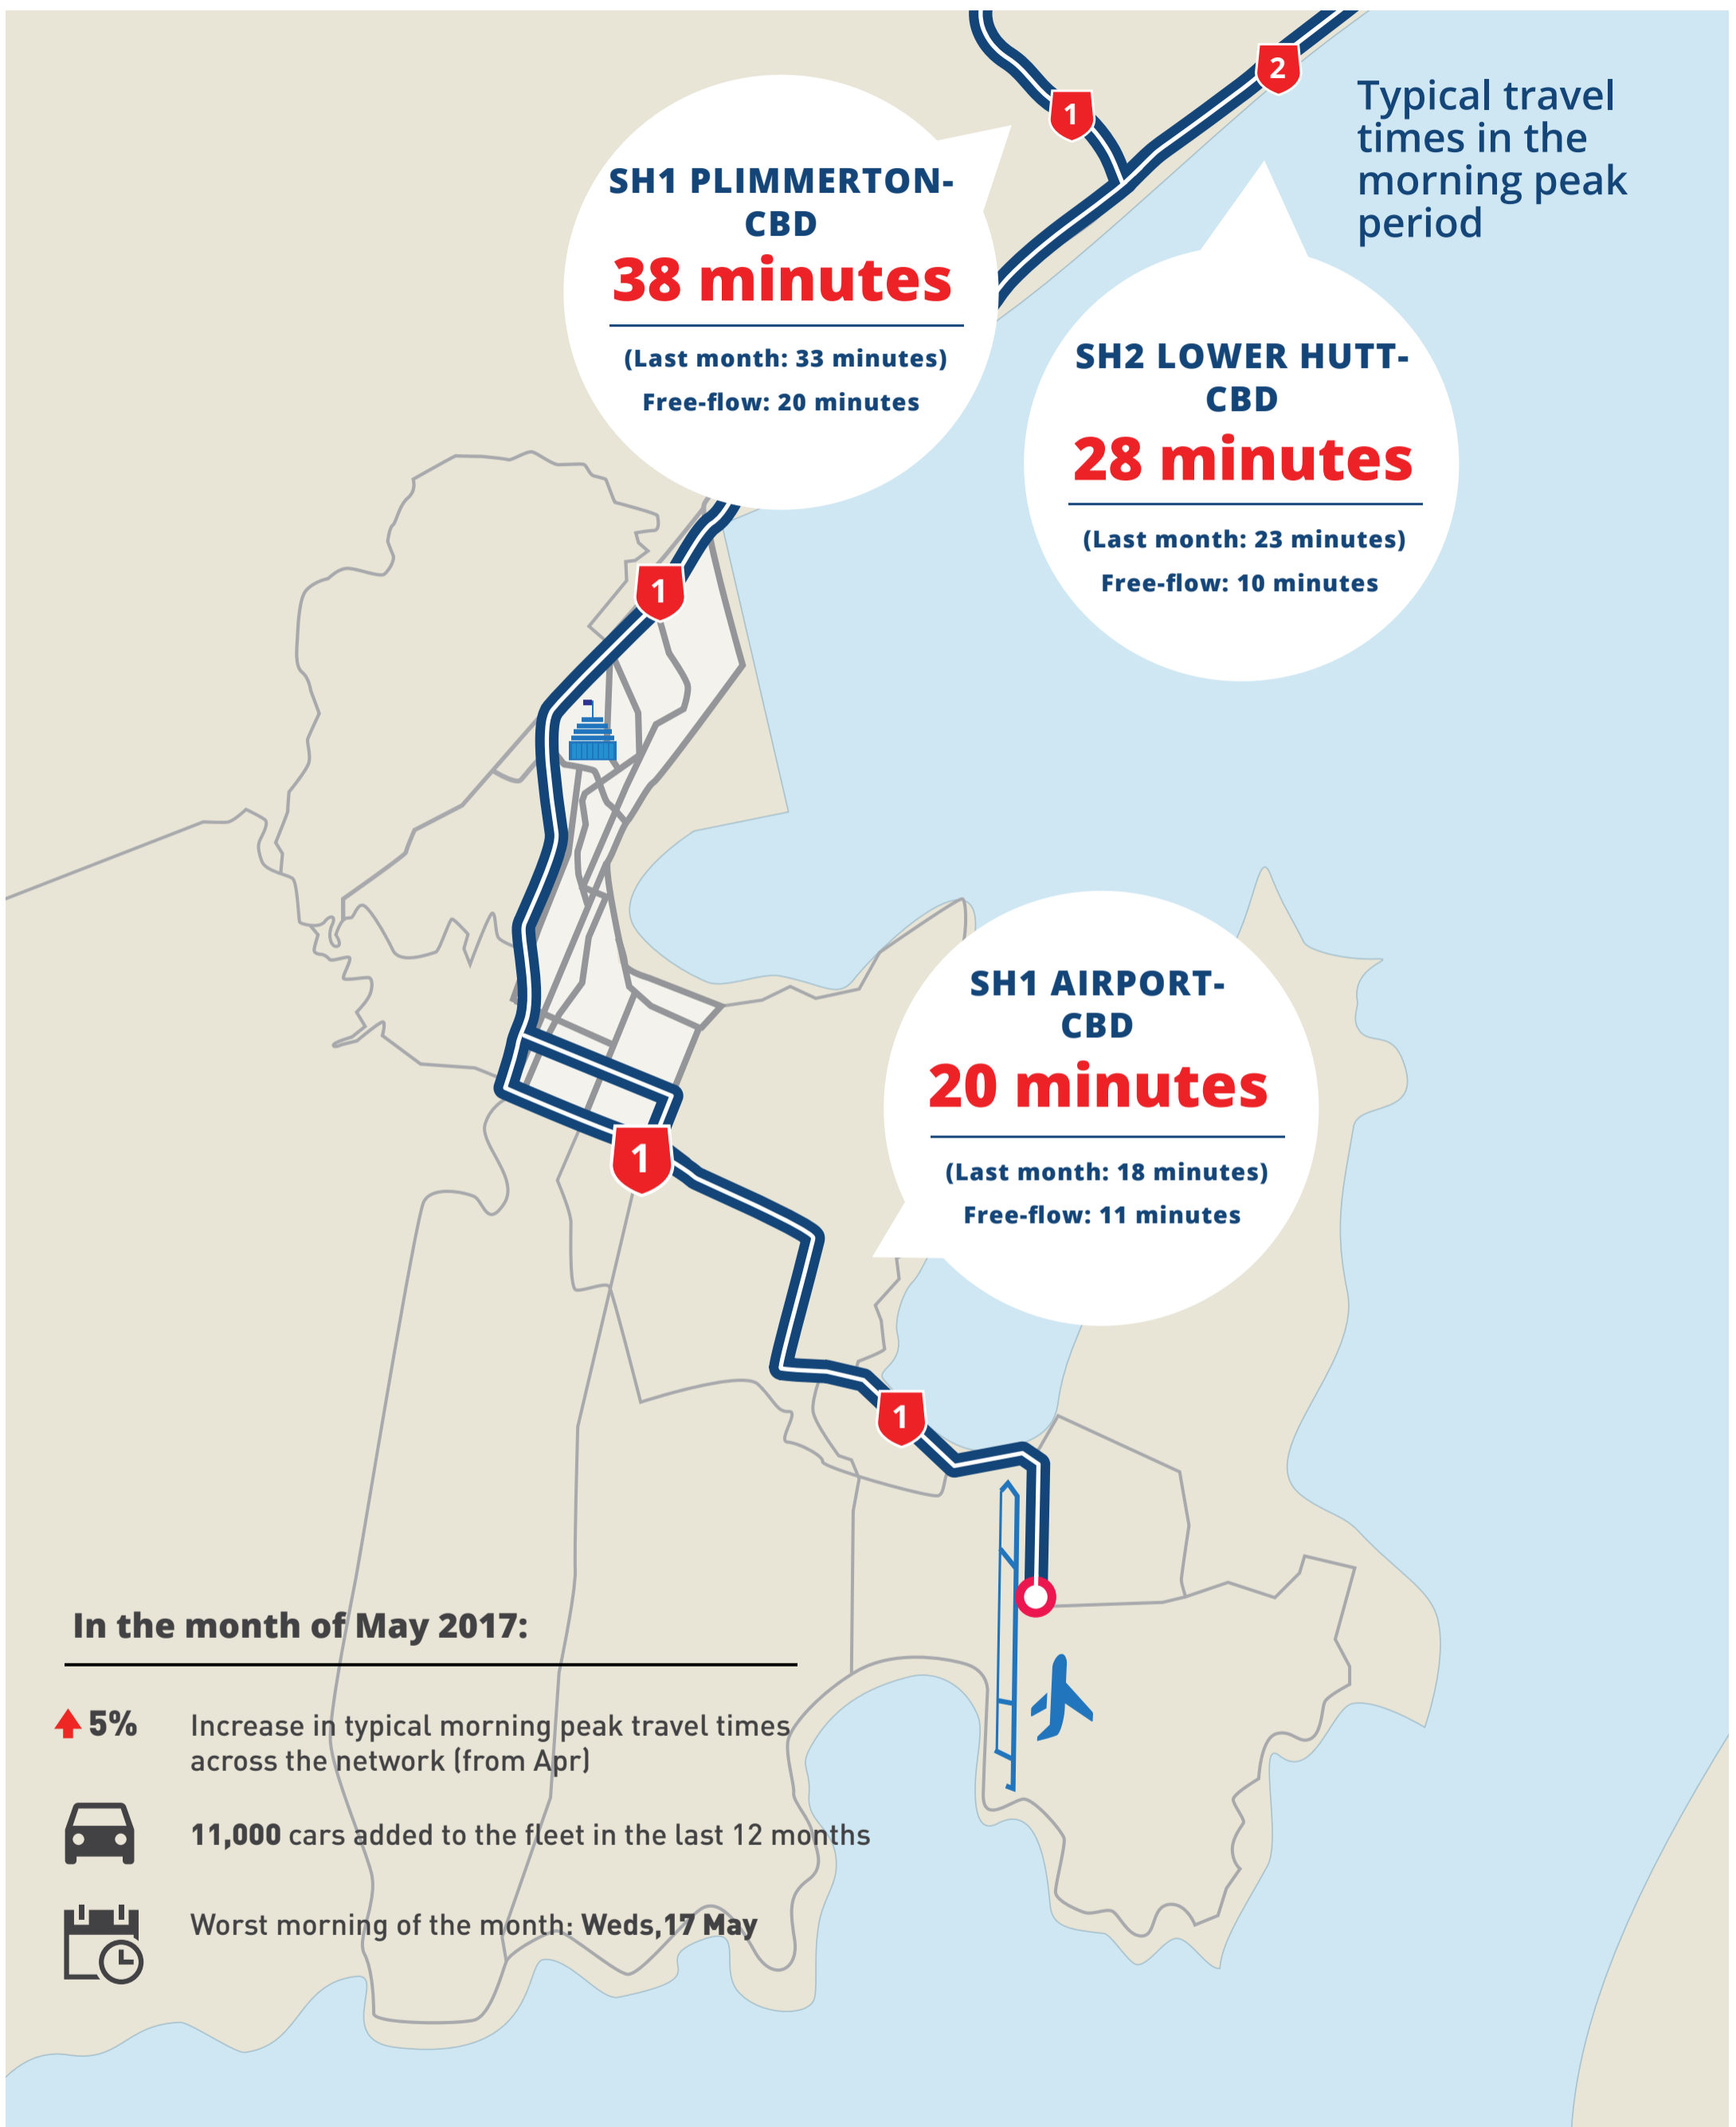 2
1
Typical travel
times in the
morning peak
period
SH1 PLIMMERTON-
CBD
38 minutes
(Last month: 33 minutes)
Free-flow: 20 minutes
SH2 LOWER HUTT-
CBD
28 minutes
(Last month: 23 minutes)
Free-flow: 10 minutes
1
SH1 AIRPORT-
CBD
20 minutes
(Last month: 18 minutes)
Free-flow: 11 minutes
1
1
In the month of May 2017:
5%
Increase in typical morning peak travel times
across the network (from Apr)
11,000 cars added to the fleet in the last 12 months
Worst morning of the month: Weds,17 May